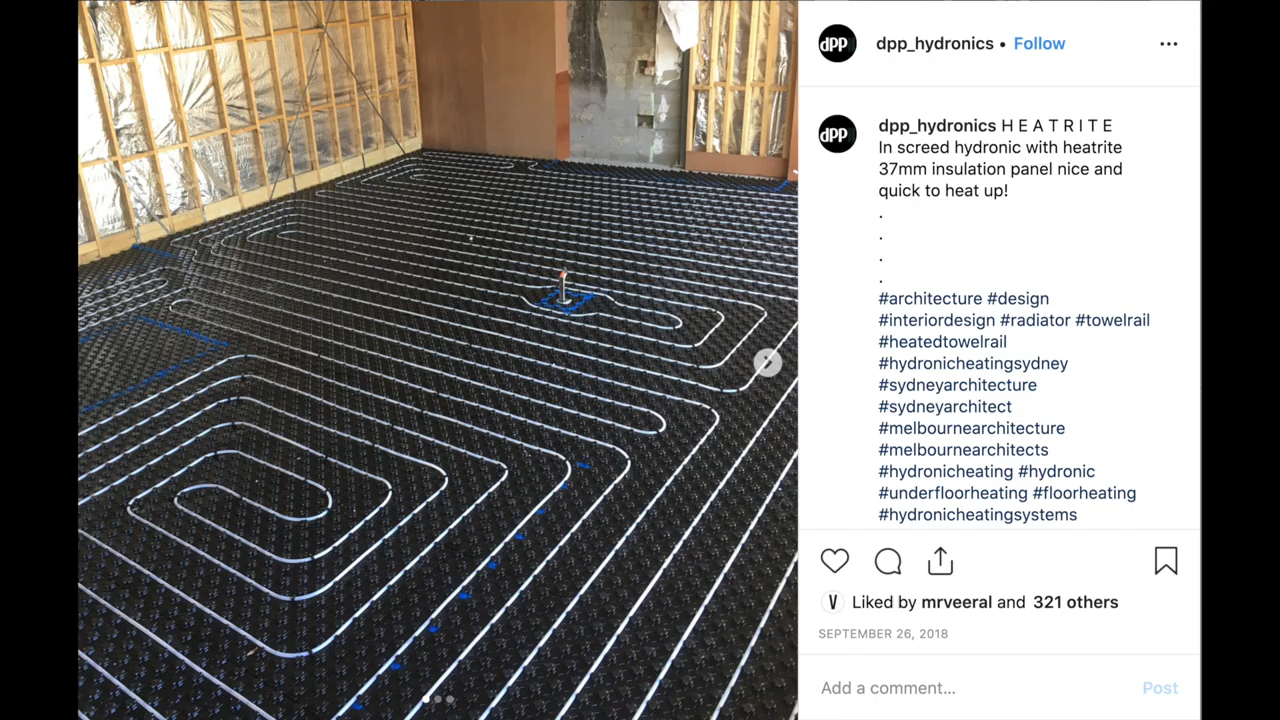 dPP
dpp_hydronics • Follow
dPP
dpp_hydronics H E A T R I T E
In screed hydronic with heatrite
37mm insulation panel nice and
quick to heat up!
.
.
.
.
#architecture #design
#interiordesign #radiator #towelrail
#heatedtowelrail
#hydronicheatingsydney
#sydneyarchitecture
#sydneyarchitect
#melbournearchitecture
#melbournearchitects
#hydronicheating #hydronic
#underfloorheating #floorheating
#hydronicheatingsystems
V Liked by mrveeral and 321 others
SEPTEMBER 26, 2018
Add a comment... Post